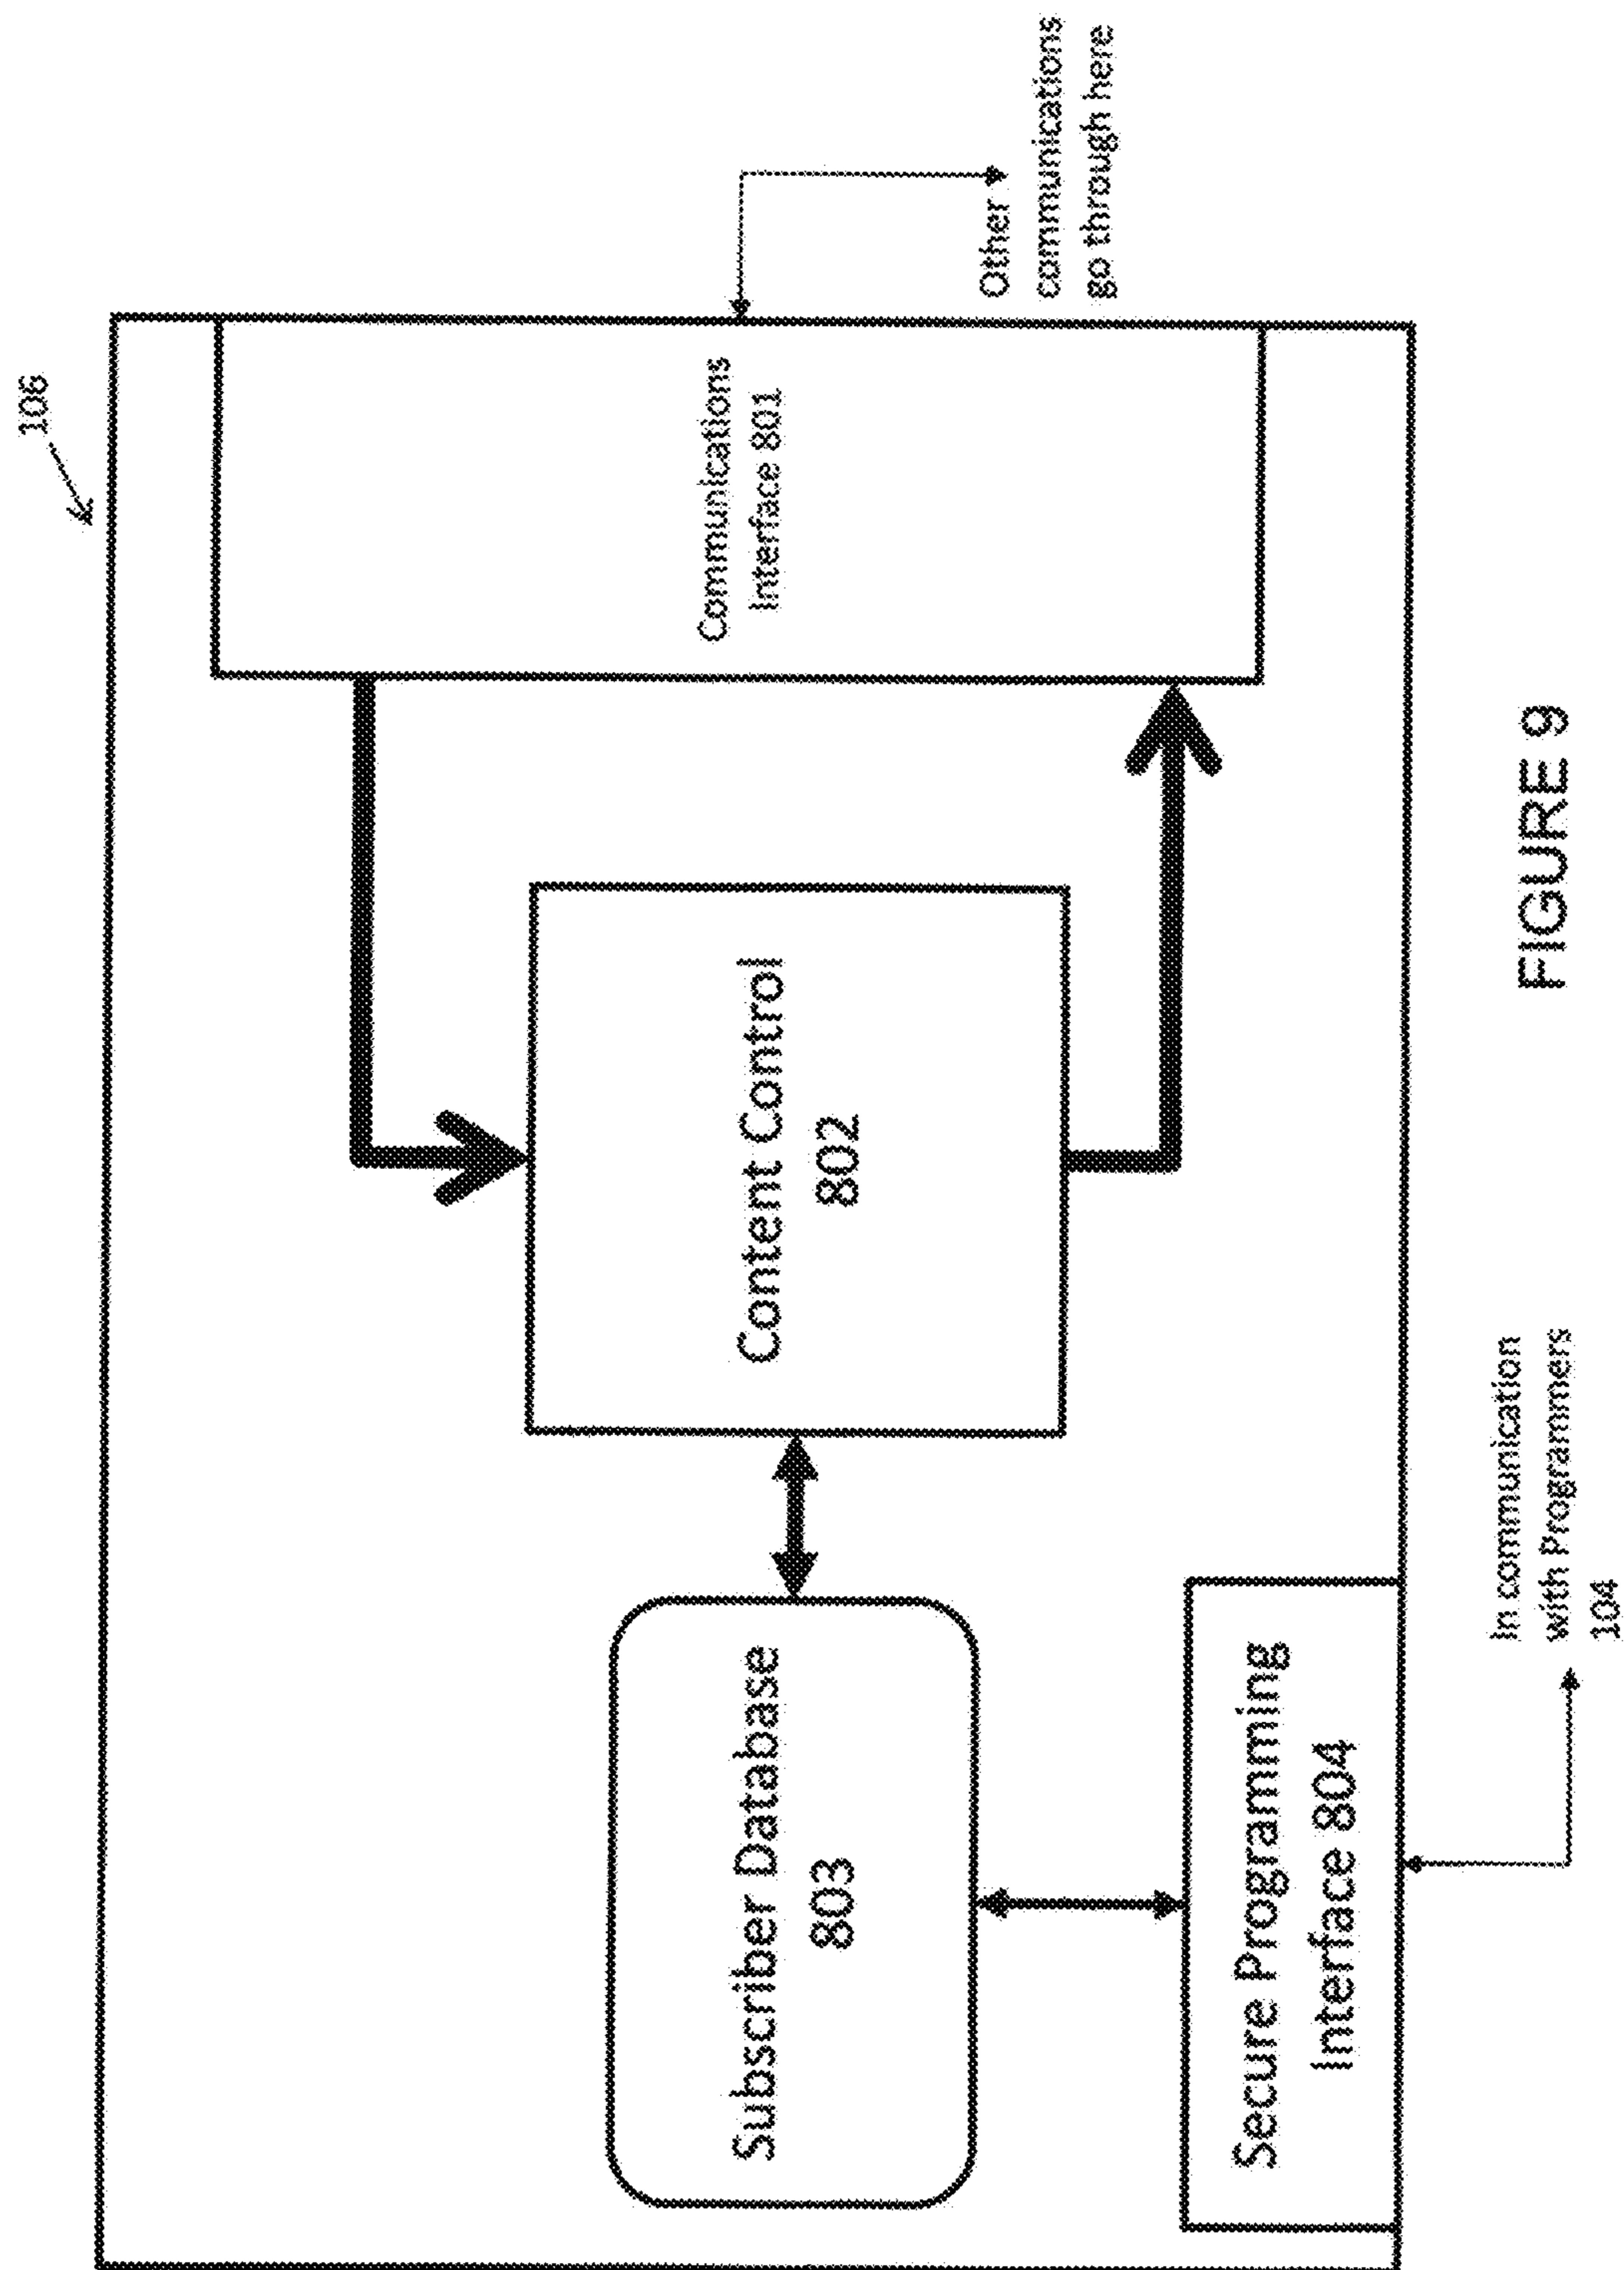 106
Communications
Interface 801
Other
communications
go through here
Content Control
802
Subscriber Database
803
Secure Programming
Interface 804
In communication
with Programmers
104
FIGURE 9